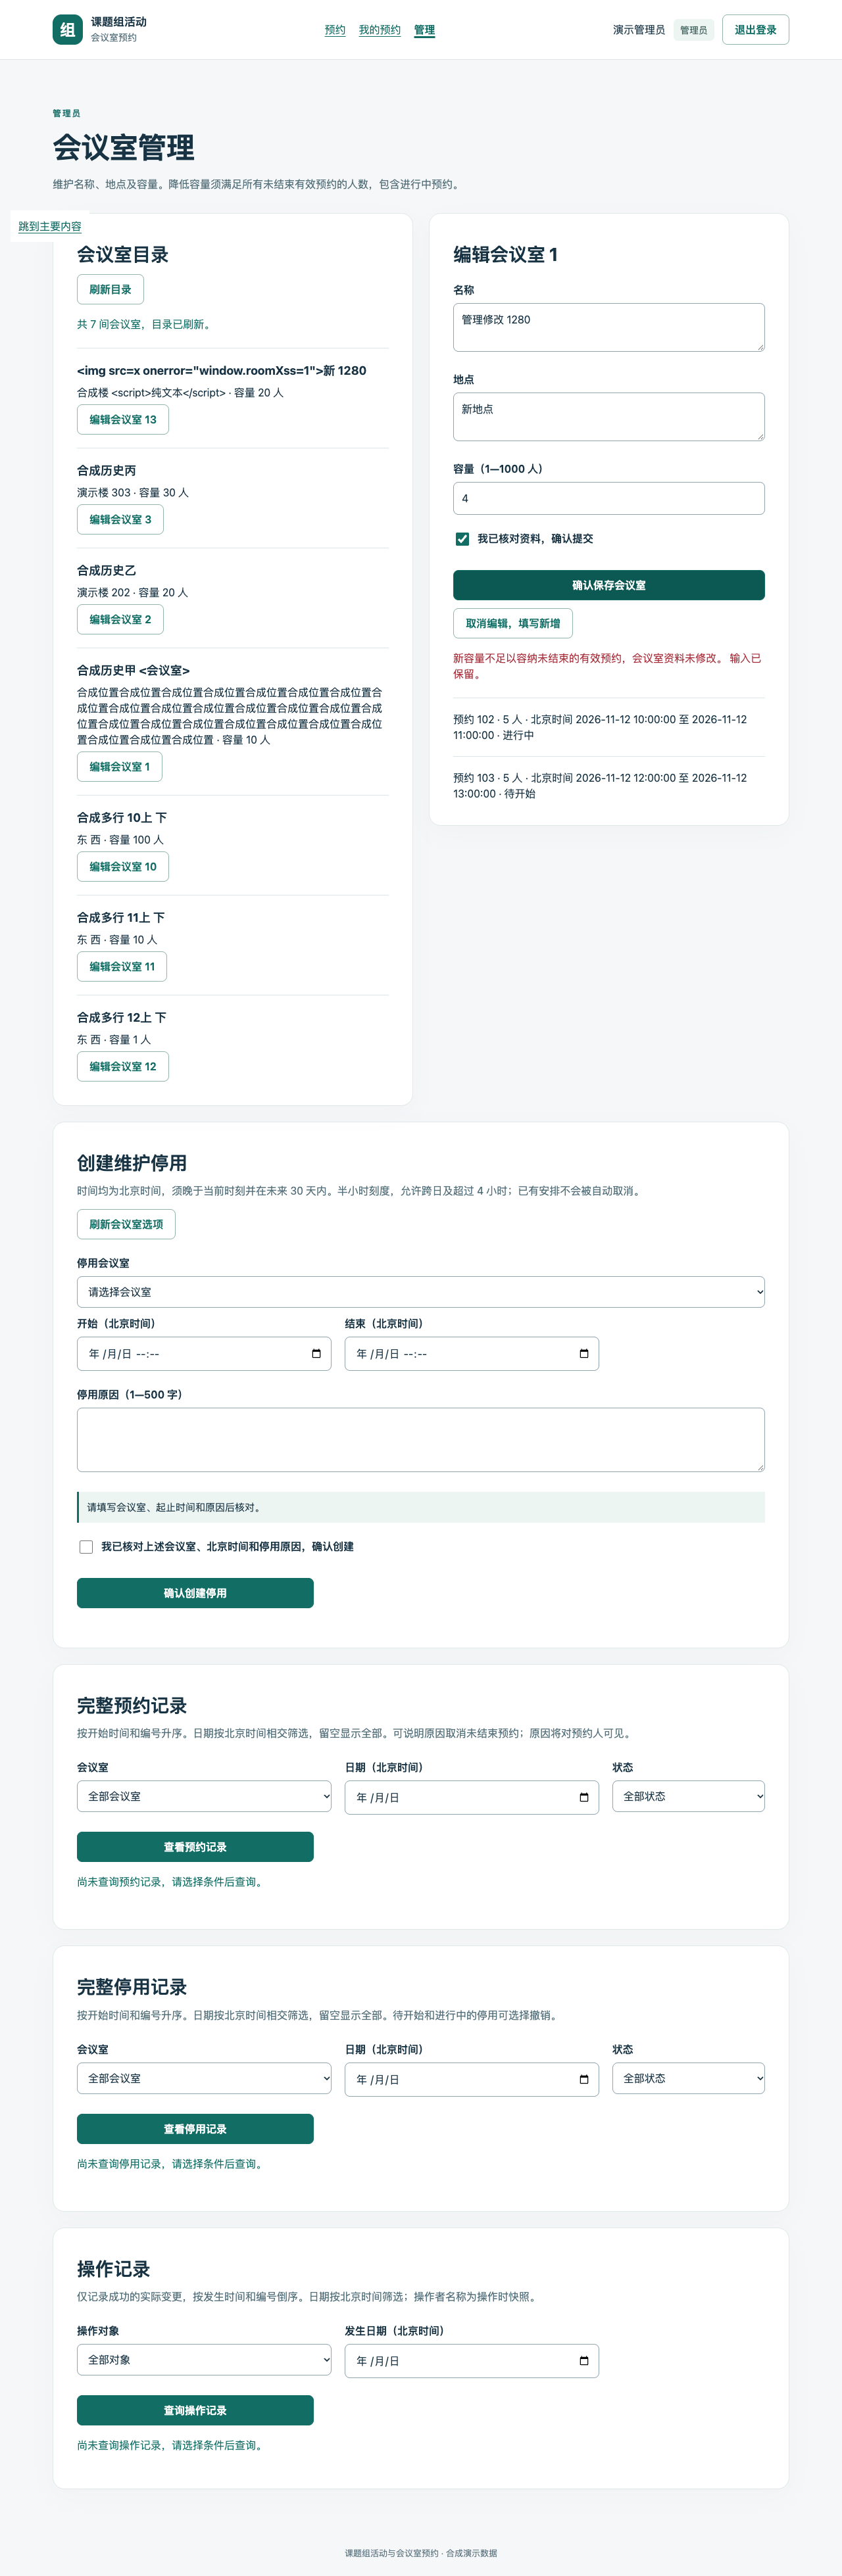 组
课题组活动
会议室预约
预约
我的预约
管理
演示管理员
管理员
退出登录
管理员
会议室管理
维护名称、地点及容量。降低容量须满足所有未结束有效预约的人数，包含进行中预约。
跳到主要内容
会议室目录
刷新目录
共 7 间会议室，目录已刷新。
<img src=x onerror="window.roomXss=1">新 1280
合成楼 <script>纯文本</script> · 容量 20 人
编辑会议室 13
合成历史丙
演示楼 303 · 容量 30 人
编辑会议室 3
合成历史乙
演示楼 202 · 容量 20 人
编辑会议室 2
合成历史甲 <会议室>
合成位置合成位置合成位置合成位置合成位置合成位置合成位置合
成位置合成位置合成位置合成位置合成位置合成位置合成位置合成
位置合成位置合成位置合成位置合成位置合成位置合成位置合成位
置合成位置合成位置合成位置 · 容量 10 人
编辑会议室 1
合成多行 10上 下
东 西 · 容量 100 人
编辑会议室 10
合成多行 11上 下
东 西 · 容量 10 人
编辑会议室 11
合成多行 12上 下
东 西 · 容量 1 人
编辑会议室 12
编辑会议室 1
名称
管理修改 1280
地点
新地点
容量（1—1000 人）
4
我已核对资料，确认提交
确认保存会议室
取消编辑，填写新增
新容量不足以容纳未结束的有效预约，会议室资料未修改。 输入已
保留。
预约 102 · 5 人 · 北京时间 2026-11-12 10:00:00 至 2026-11-12
11:00:00 · 进行中
预约 103 · 5 人 · 北京时间 2026-11-12 12:00:00 至 2026-11-12
13:00:00 · 待开始
创建维护停用
时间均为北京时间，须晚于当前时刻并在未来 30 天内。半小时刻度，允许跨日及超过 4 小时；已有安排不会被自动取消。
刷新会议室选项
停用会议室
请选择会议室
开始（北京时间）
结束（北京时间）
年 /月/日 --:--
年 /月/日 --:--
停用原因（1—500 字）
请填写会议室、起止时间和原因后核对。
我已核对上述会议室、北京时间和停用原因，确认创建
确认创建停用
完整预约记录
按开始时间和编号升序。日期按北京时间相交筛选，留空显示全部。可说明原因取消未结束预约；原因将对预约人可见。
会议室
日期（北京时间）
状态
全部会议室
年 /月/日
全部状态
查看预约记录
尚未查询预约记录，请选择条件后查询。
完整停用记录
按开始时间和编号升序。日期按北京时间相交筛选，留空显示全部。待开始和进行中的停用可选择撤销。
会议室
日期（北京时间）
状态
全部会议室
年 /月/日
全部状态
查看停用记录
尚未查询停用记录，请选择条件后查询。
操作记录
仅记录成功的实际变更，按发生时间和编号倒序。日期按北京时间筛选；操作者名称为操作时快照。
操作对象
发生日期（北京时间）
全部对象
年 /月/日
查询操作记录
尚未查询操作记录，请选择条件后查询。
课题组活动与会议室预约 · 合成演示数据